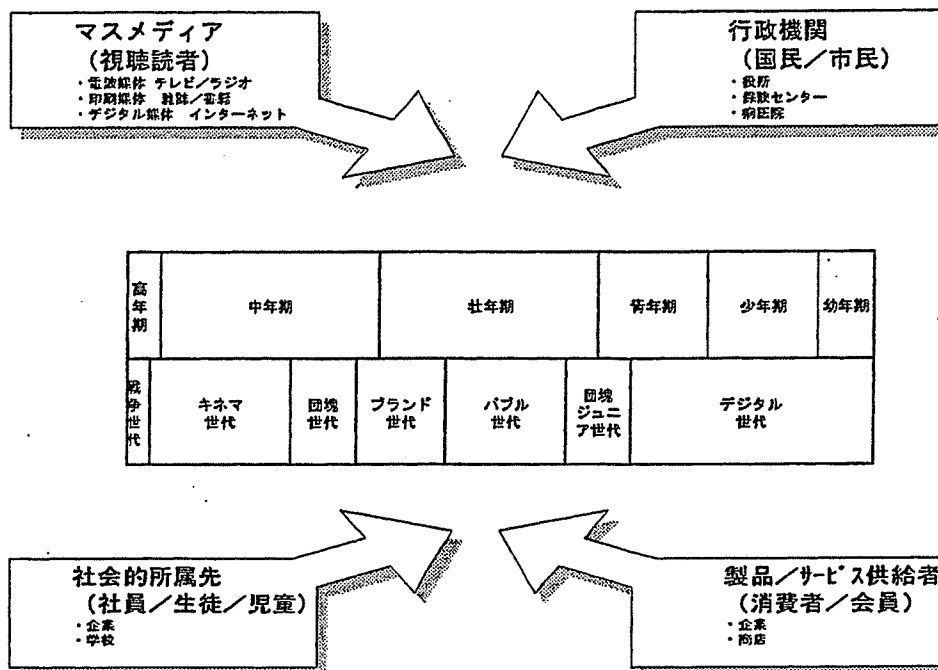 マスメディア
(視聴読者)
・電波媒体 テレビ/ラジオ
・印刷媒体 雑誌/書籍
・デジタル媒体 インターネット
行政機関
(国民/市民)
・役所
・保険センター
・病医院
高年期
中年期
壮年期
青年期
少年期
幼年期
戦争世代
キネマ
世代
団塊
世代
ブランド
世代
バブル
世代
団塊
ジュニ
ア世代
デジタル
世代
社会的所属先
(社員/生徒/児童)
・企業
・学校
製品/サービス供給者
(消費者/会員)
・企業
・商店